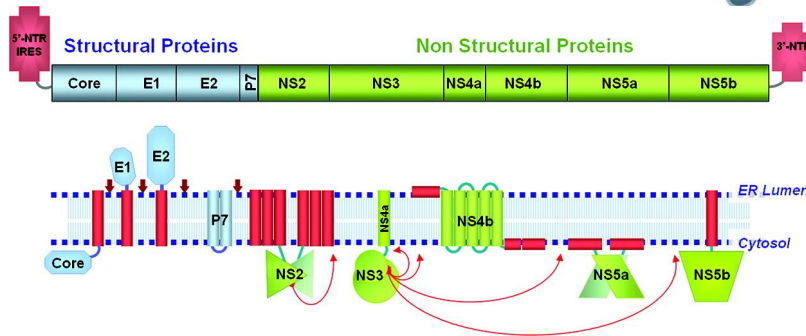 5'-NTR
IRES
Structural Proteins
Non Structural Proteins
3'-NTR
Core
E1
E2
P7
NS2
NS3
NS4a
NS4b
NS5a
NS5b
E1
E2
ER Lumen
P7
NS4a
NS4b
Cytosol
Core
NS2
NS3
NS5a
NS5b